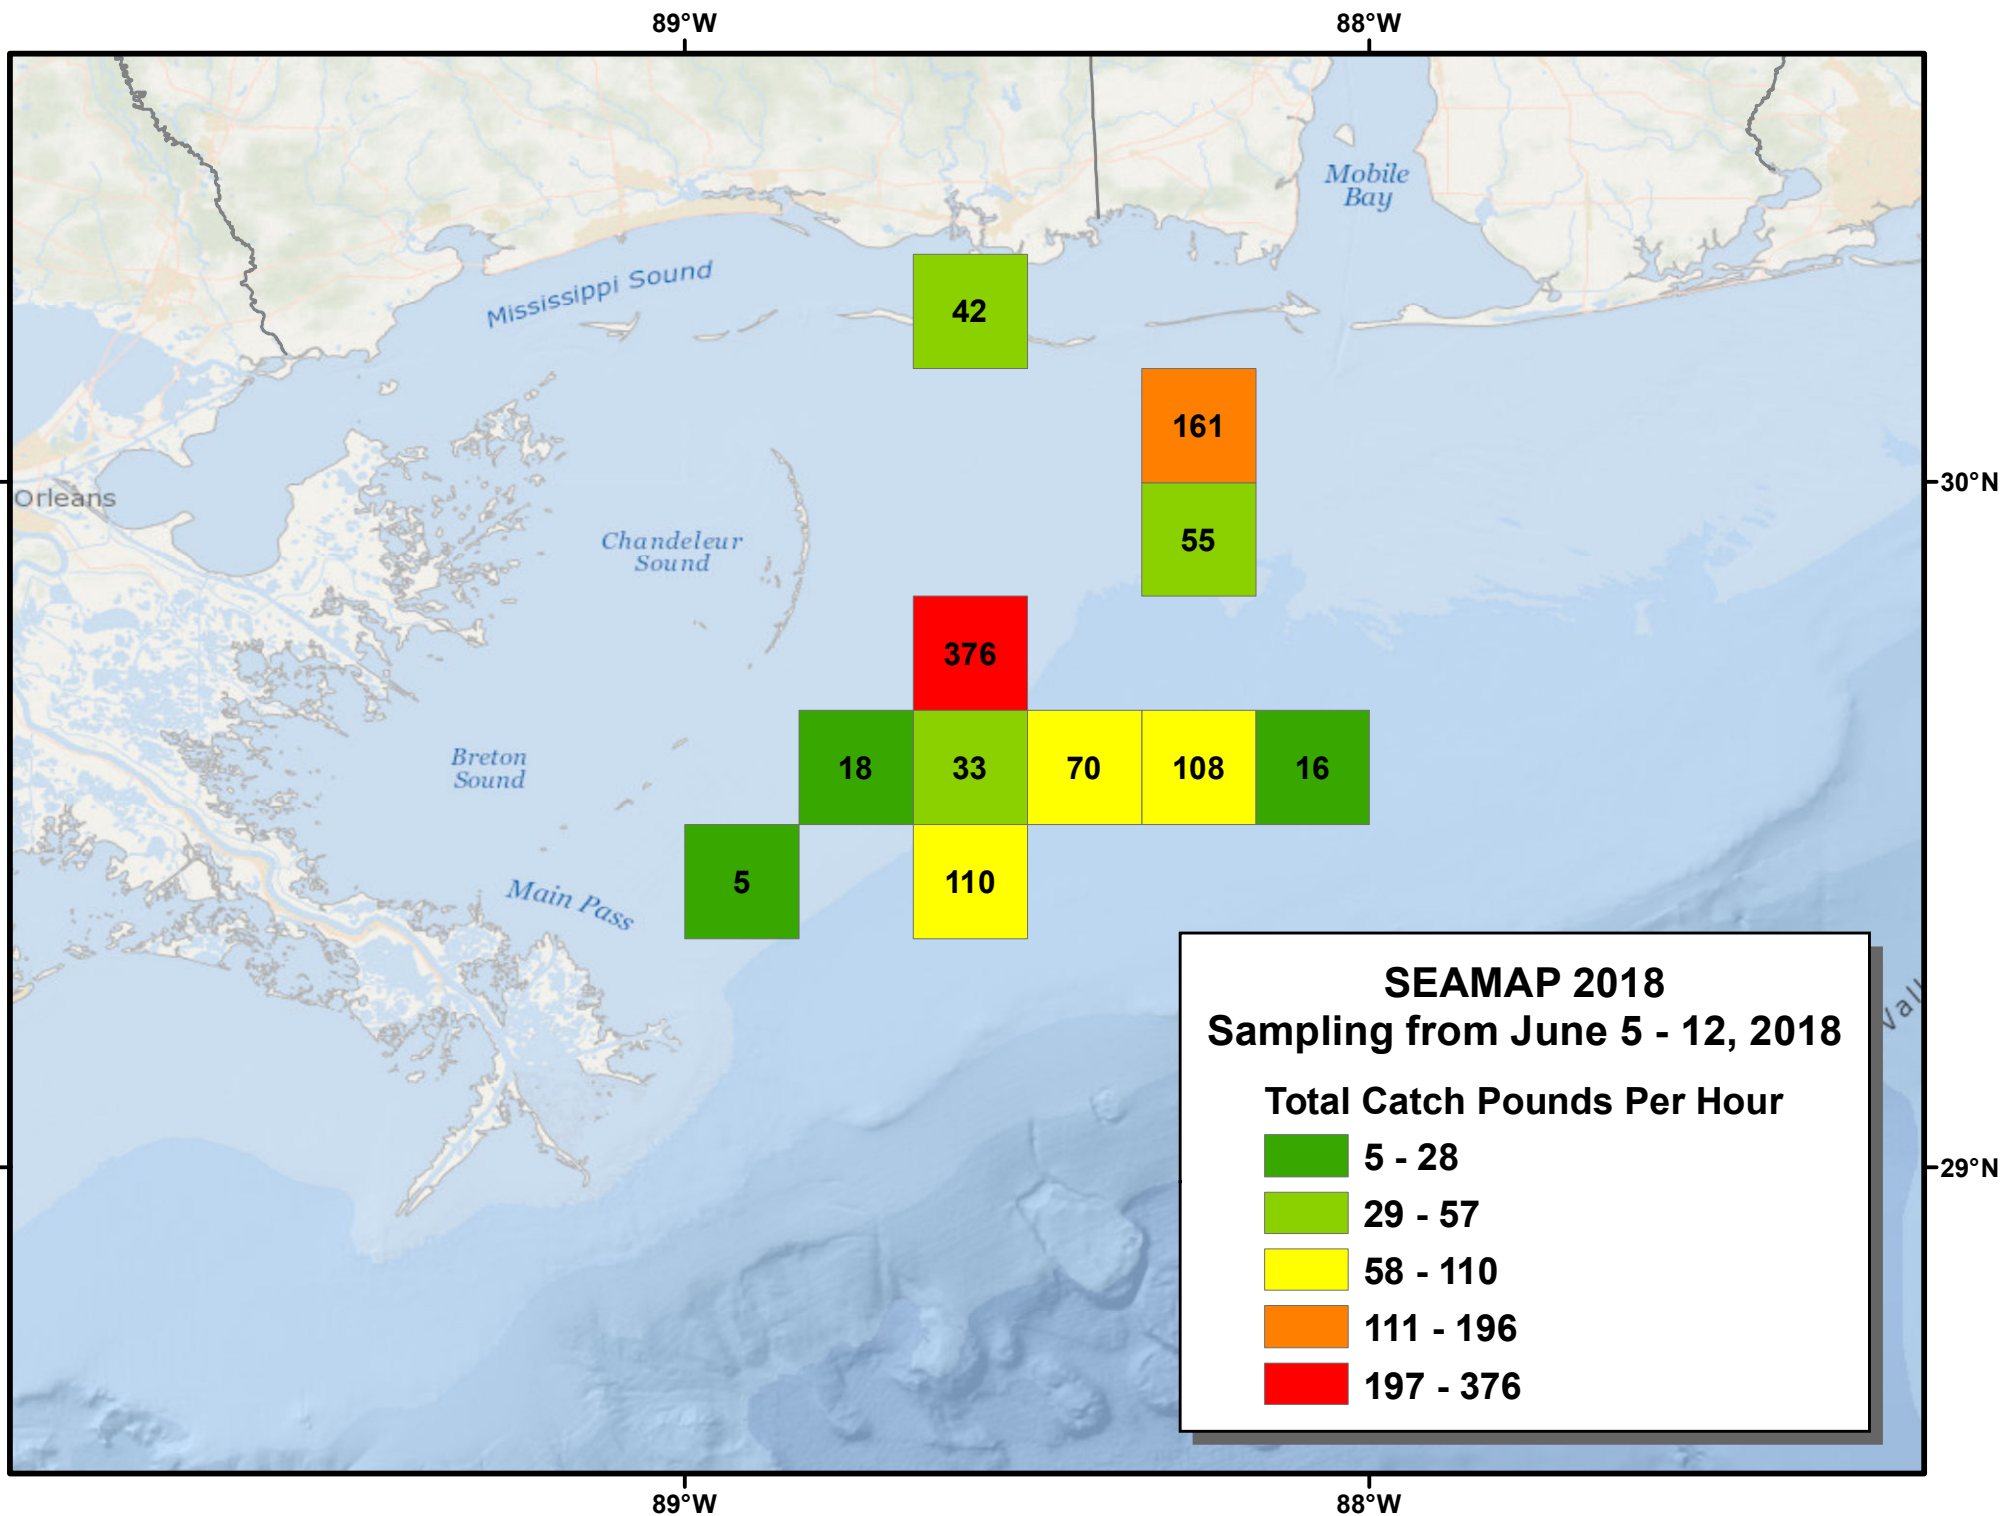 89°W
88°W
Mobile
Bay
Mississippi Sound
42
161
30°N
Orleans
55
Chandeleur
Sound
376
18
33
70
108
16
Breton
Sound
5
110
Main Pass
SEAMAP 2018
Sampling from June 5 - 12, 2018
Vall
Total Catch Pounds Per Hour
5 - 28
29°N
29 - 57
58 - 110
111 - 196
197 - 376
89°W
88°W